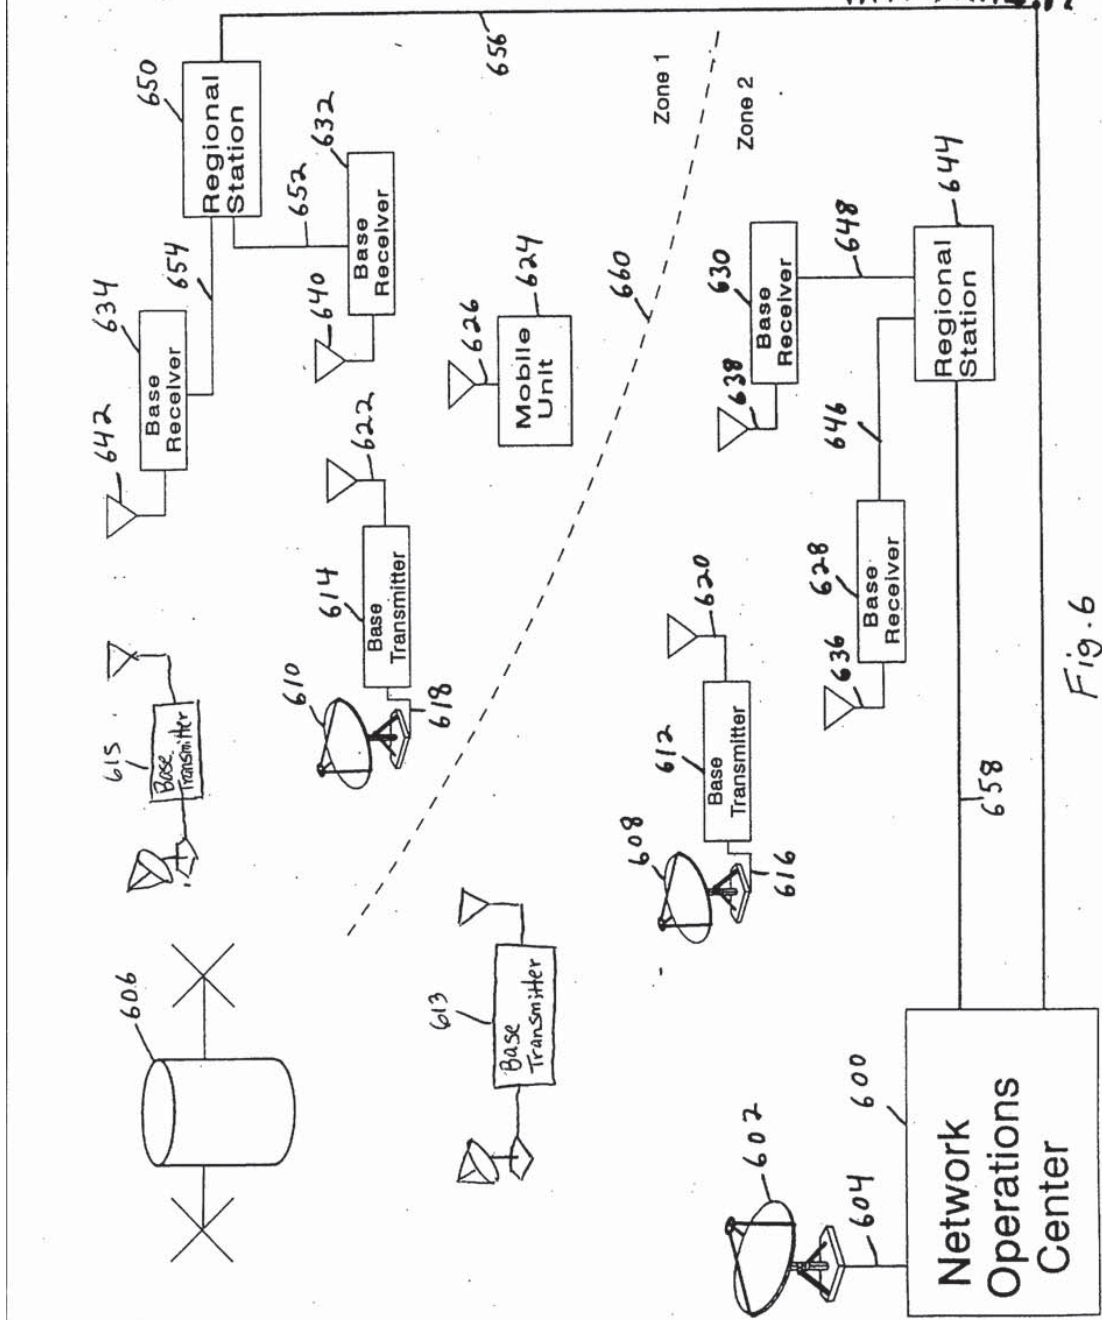 606
615
Base
Transmitter
642
634
Base
Receiver
654
650
Regional
Station
610
614
Base
Transmitter
618
622
640
652
632
Base
Receiver
656
613
Base
Transmitter
626
624
Mobile
Unit
660
Zone 1
Zone 2
608
612
Base
Transmitter
616
620
638
630
Base
Receiver
648
636
628
Base
Receiver
646
644
Regional
Station
602
604
600
Network
Operations
Center
658
Fig. 6